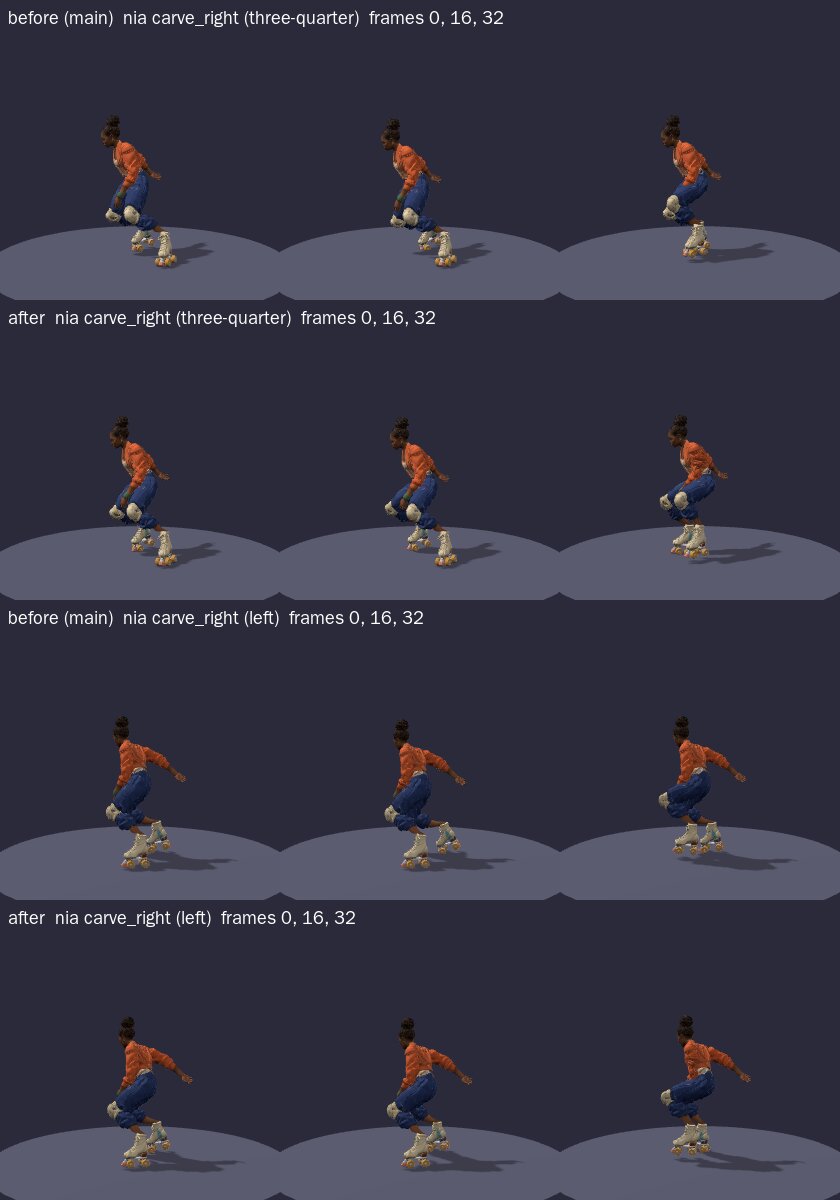 before (main)  nia carve_right (three-quarter)  frames 0, 16, 32
after  nia carve_right (three-quarter)  frames 0, 16, 32
before (main)  nia carve_right (left)  frames 0, 16, 32
after  nia carve_right (left)  frames 0, 16, 32